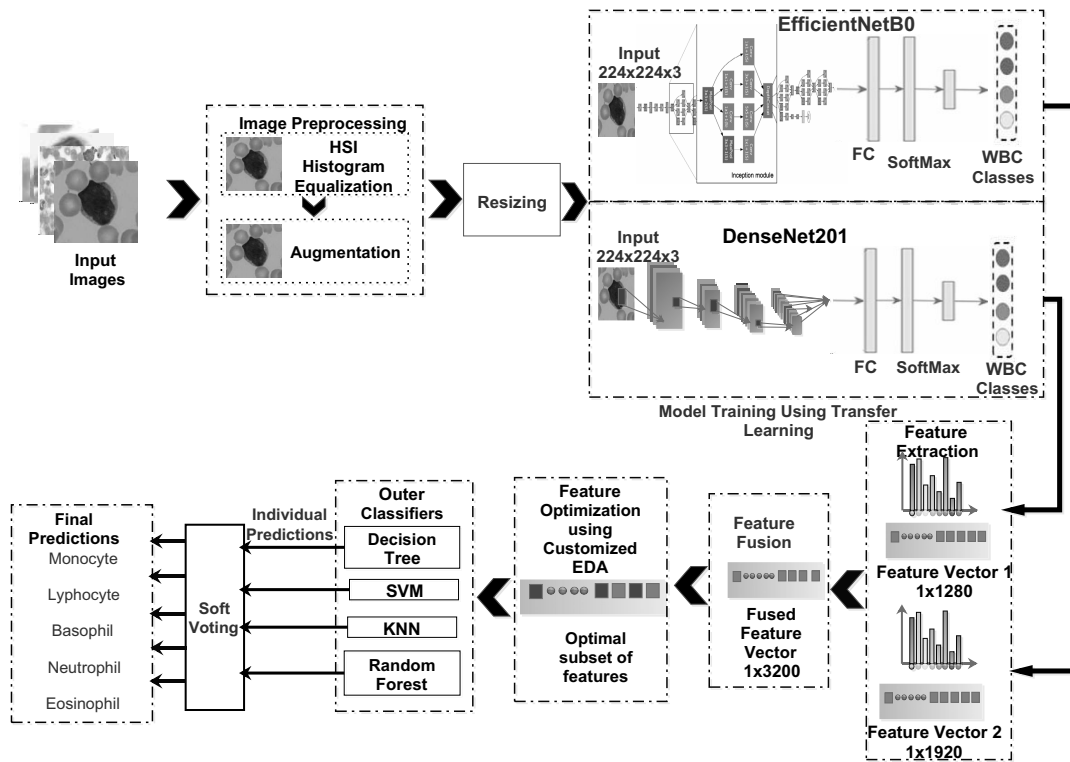 Input
Images
Image Preprocessing
HSI
Histogram
Equalization
Augmentation
Resizing
EfficientNetB0
Input
224x224x3
Inception module
FC
SoftMax
WBC
Classes
DenseNet201
Input
224x224x3
FC
SoftMax
WBC
Classes
Model Training Using Transfer
Learning
Feature
Extraction
Feature Vector 1
1x1280
Feature Vector 2
1x1920
Feature
Fusion
Fused
Feature
Vector
1x3200
Feature
Optimization
using
Customized
EDA
Optimal
subset of
features
Outer
Classifiers
Decision
Tree
SVM
KNN
Random
Forest
Individual
Predictions
Soft
Voting
Final
Predictions
Monocyte
Lyphocyte
Basophil
Neutrophil
Eosinophil